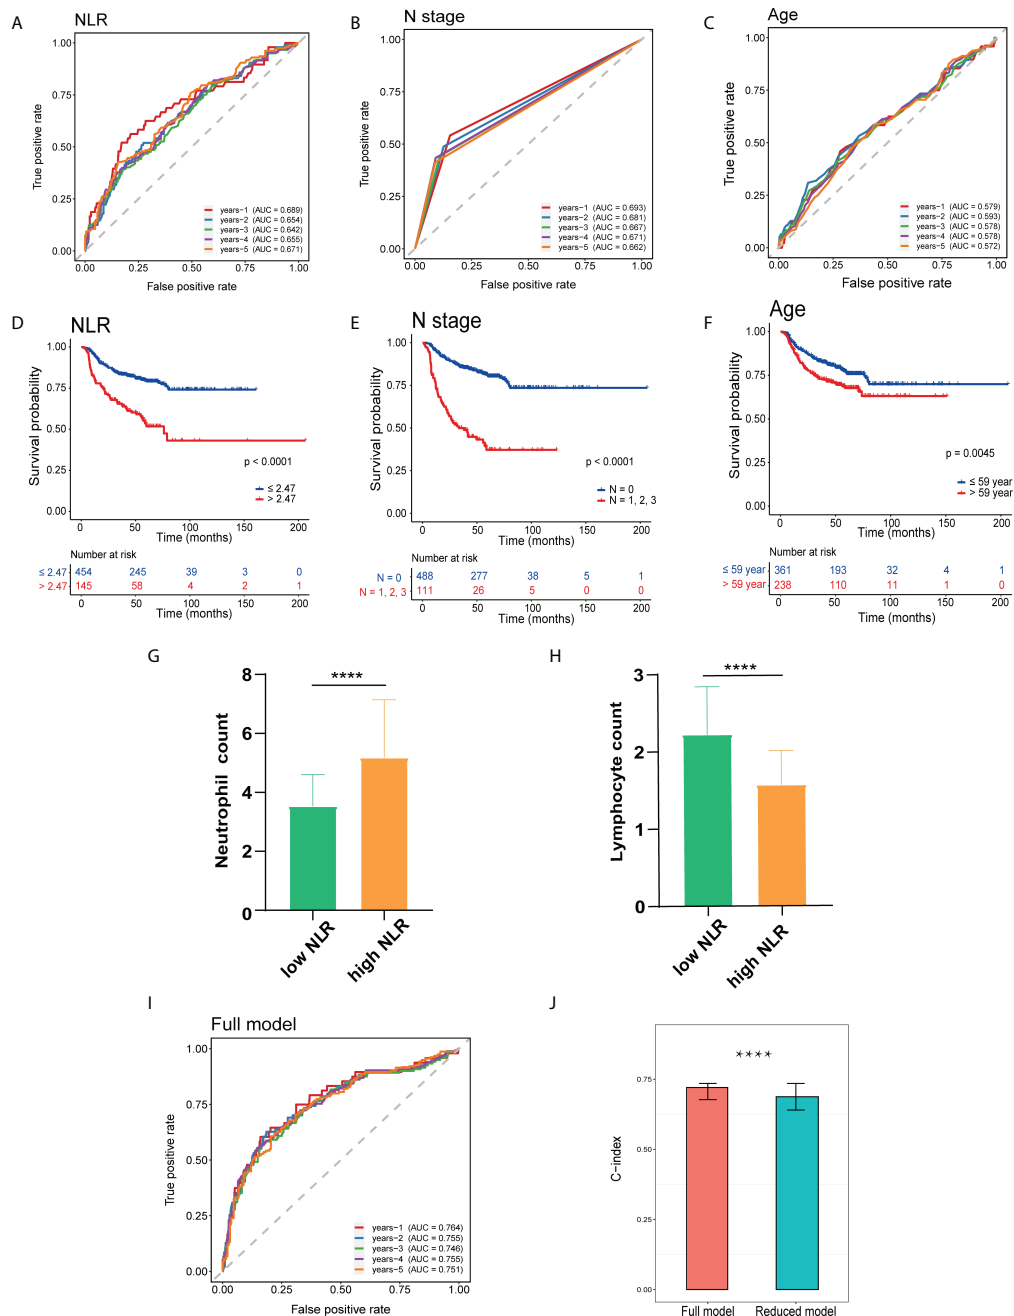 A
NLR
1.00
0.75
0.50
0.25
0.00
True positive rate
years-1 (AUC = 0.689)
years-2 (AUC = 0.654)
years-3 (AUC = 0.642)
years-4 (AUC = 0.655)
years-5 (AUC = 0.671)
0.00 0.25 0.50 0.75 1.00
False positive rate
B
N stage
1.00
0.75
0.50
0.25
0.00
True positive rate
years-1 (AUC = 0.693)
years-2 (AUC = 0.681)
years-3 (AUC = 0.667)
years-4 (AUC = 0.671)
years-5 (AUC = 0.662)
0.00 0.25 0.50 0.75 1.00
False positive rate
C
Age
1.00
0.75
0.50
0.25
0.00
True positive rate
years-1 (AUC = 0.579)
years-2 (AUC = 0.593)
years-3 (AUC = 0.578)
years-4 (AUC = 0.578)
years-5 (AUC = 0.572)
0.00 0.25 0.50 0.75 1.00
False positive rate
D
NLR
1.00
0.75
0.50
0.25
0.00
Survival probability
p < 0.0001
≤ 2.47
> 2.47
0 50 100 150 200
Time (months)
Number at risk
≤ 2.47 454 245 39 3 0
> 2.47 145 58 4 2 1
0 50 100 150 200
Time (months)
E
N stage
1.00
0.75
0.50
0.25
0.00
Survival probability
p < 0.0001
N = 0
N = 1, 2, 3
0 50 100 150 200
Time (months)
Number at risk
N = 0 488 277 38 5 1
N = 1, 2, 3 111 26 5 0 0
0 50 100 150 200
Time (months)
F
Age
1.00
0.75
0.50
0.25
0.00
Survival probability
p = 0.0045
≤ 59 year
> 59 year
0 50 100 150 200
Time (months)
Number at risk
≤ 59 year 361 193 32 4 1
> 59 year 238 110 11 1 0
0 50 100 150 200
Time (months)
G
8
6
4
2
0
Neutrophil count
****
low NLR
high NLR
H
3
2
1
0
Lymphocyte count
****
low NLR
high NLR
I
Full model
1.00
0.75
0.50
0.25
0.00
True positive rate
years-1 (AUC = 0.764)
years-2 (AUC = 0.755)
years-3 (AUC = 0.746)
years-4 (AUC = 0.755)
years-5 (AUC = 0.751)
0.00 0.25 0.50 0.75 1.00
False positive rate
J
****
0.75
0.50
0.25
0.00
C-index
Full model Reduced model